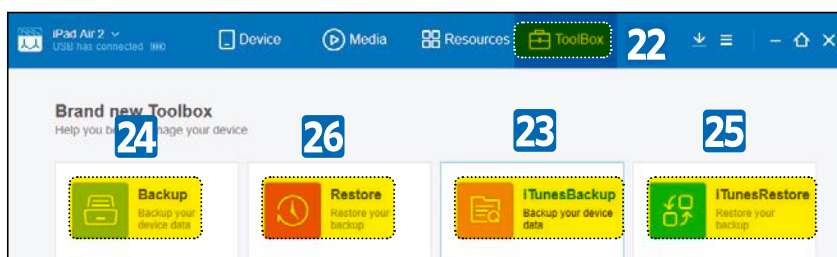 iPad Air 2
USB has connected
Device
Media
Resources
ToolBox
22
Brand new Toolbox
Help you manage your device
24
26
23
25
Backup
Backup your
device data
Restore
Restore your
backup
iTunesBackup
Backup your device
data
iTunesRestore
Restore your
backup